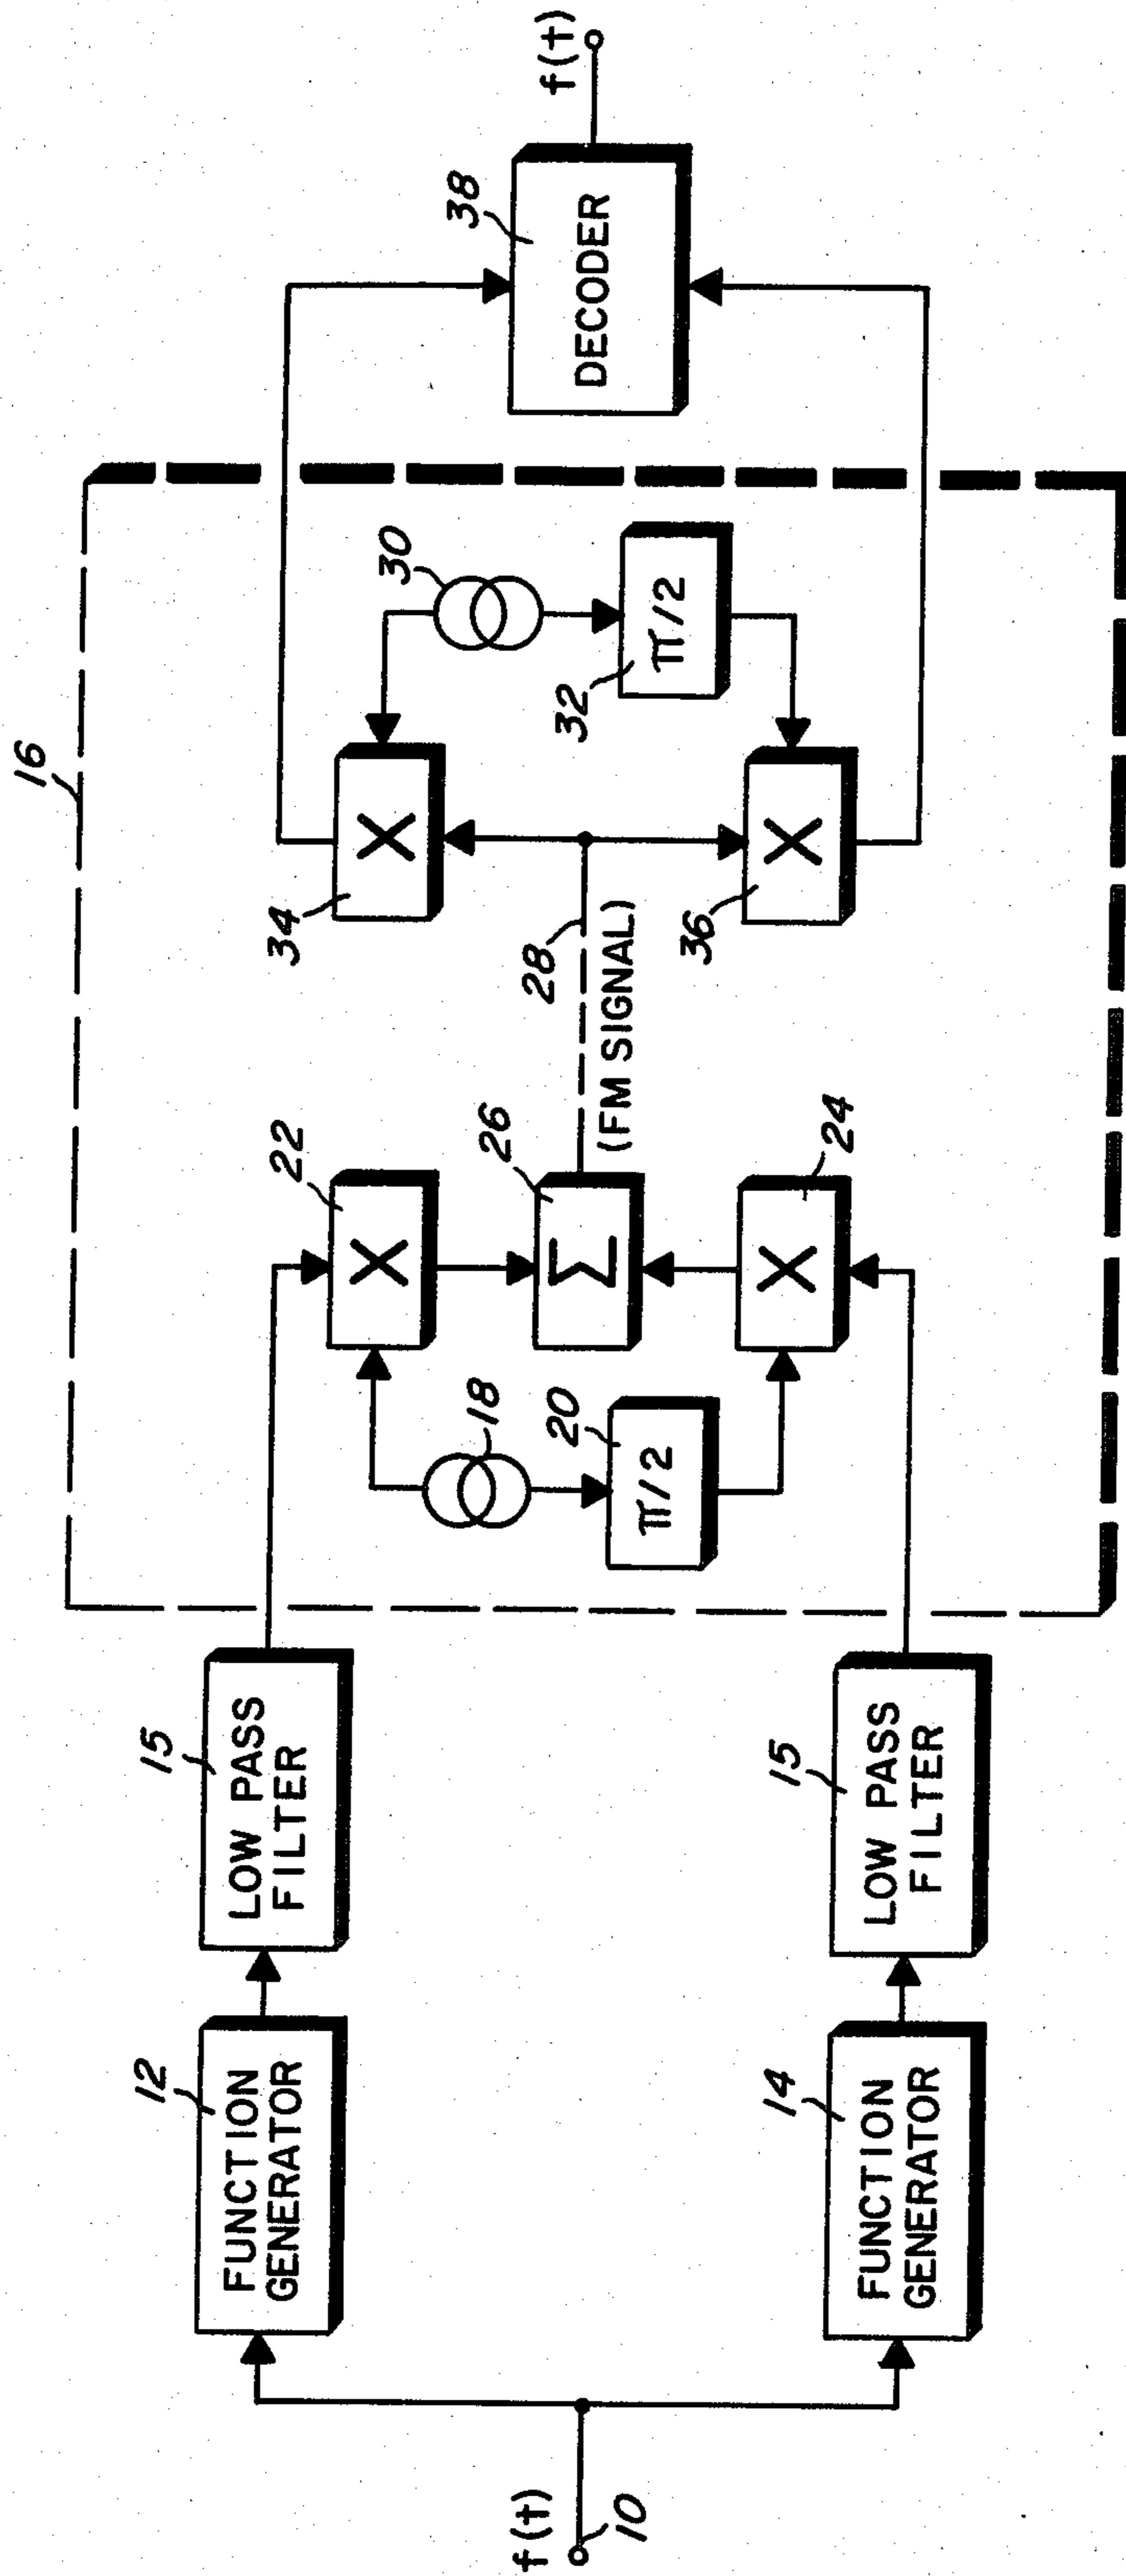 16
f(t)
10
12
FUNCTION
GENERATOR
15
LOW PASS
FILTER
18
π/2
20
22
X
Σ
26
X
24
28
(FM SIGNAL)
34
X
30
π/2
32
X
36
38
DECODER
f(t)
14
FUNCTION
GENERATOR
15
LOW PASS
FILTER